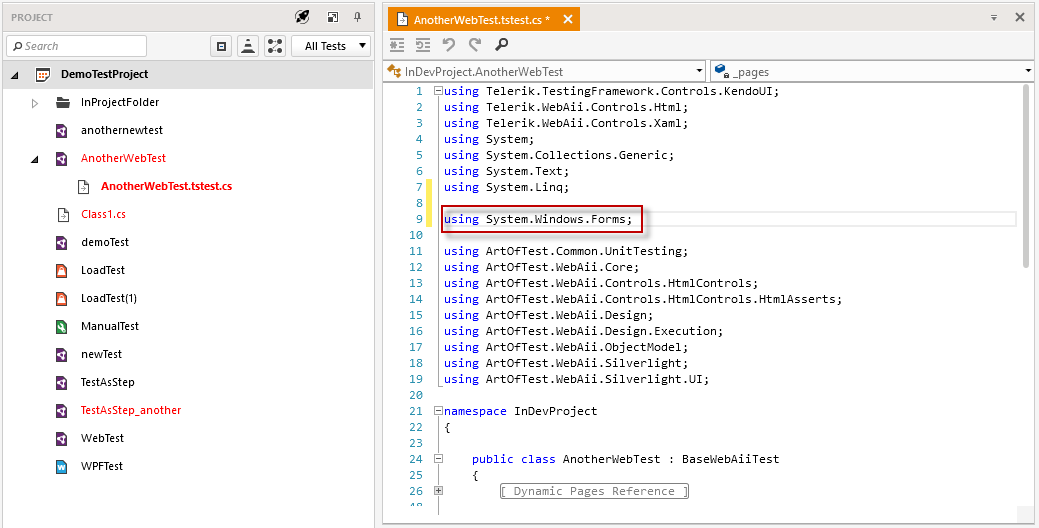 PROJECT
Search
All Tests
DemoTestProject
InProjectFolder
anothernewtest
AnotherWebTest
AnotherWebTest.tstest.cs
Class1.cs
demoTest
LoadTest
LoadTest(1)
ManualTest
newTest
TestAsStep
TestAsStep_another
WebTest
WPFTest
AnotherWebTest.tstest.cs *
InDevProject.AnotherWebTest
_pages
1 using Telerik.TestingFramework.Controls.KendoUI;
2 using Telerik.WebAii.Controls.Html;
3 using Telerik.WebAii.Controls.Xaml;
4 using System;
5 using System.Collections.Generic;
6 using System.Text;
7 using System.Linq;
8
9 using System.Windows.Forms;
10
11 using ArtOfTest.Common.UnitTesting;
12 using ArtOfTest.WebAii.Core;
13 using ArtOfTest.WebAii.Controls.HtmlControls;
14 using ArtOfTest.WebAii.Controls.HtmlControls.HtmlAsserts;
15 using ArtOfTest.WebAii.Design;
16 using ArtOfTest.WebAii.Design.Execution;
17 using ArtOfTest.WebAii.ObjectModel;
18 using ArtOfTest.WebAii.Silverlight;
19 using ArtOfTest.WebAii.Silverlight.UI;
20
21 namespace InDevProject
22 {
23
24 public class AnotherWebTest : BaseWebAiiTest
25 {
26 [ Dynamic Pages Reference ]